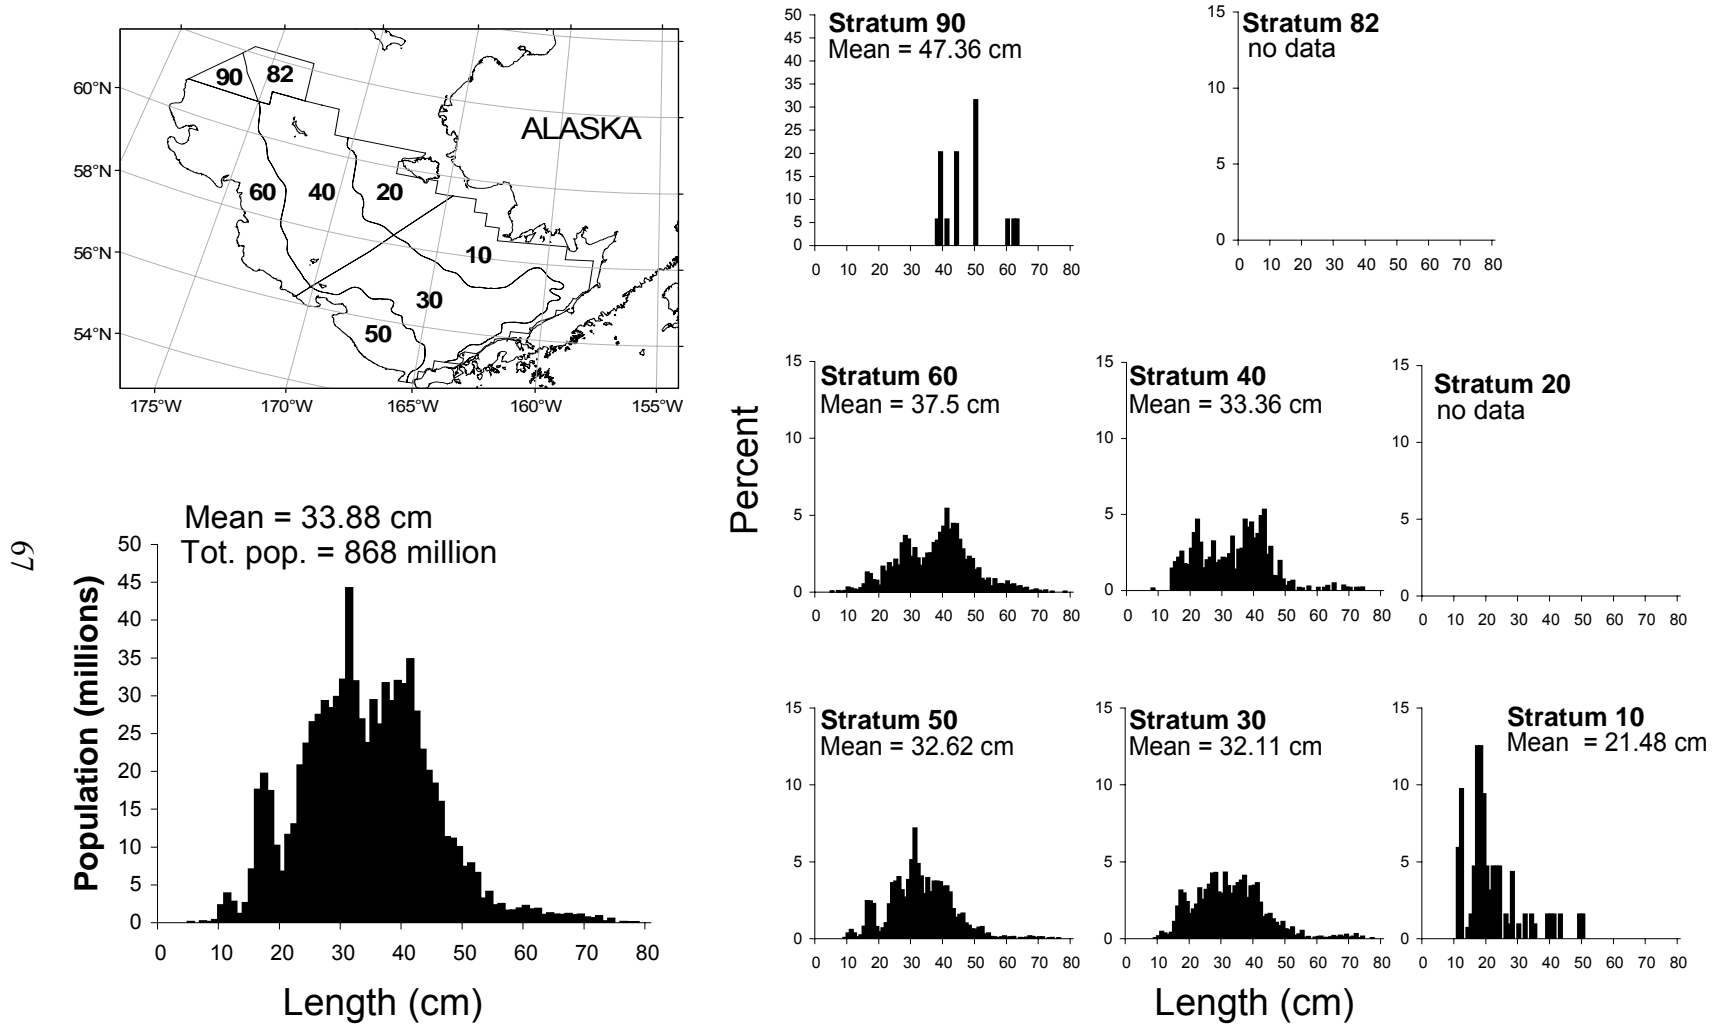 90 82
ALASKA
60 40 20
10
30
50
60°N
58°N
56°N
54°N
175°W 170°W 165°W 160°W 155°W
67
Mean = 33.88 cm
Tot. pop. = 868 million
Population (millions)
50
45
40
35
30
25
20
15
10
5
0
0 10 20 30 40 50 60 70 80
Length (cm)
Percent
Stratum 90
Mean = 47.36 cm
50
45
40
35
30
25
20
15
10
5
0
0 10 20 30 40 50 60 70 80
Stratum 82
no data
15
10
5
0
0 10 20 30 40 50 60 70 80
Stratum 60
Mean = 37.5 cm
15
10
5
0
0 10 20 30 40 50 60 70 80
Stratum 40
Mean = 33.36 cm
15
10
5
0
0 10 20 30 40 50 60 70 80
Stratum 20
no data
15
10
5
0
0 10 20 30 40 50 60 70 80
Stratum 50
Mean = 32.62 cm
15
10
5
0
0 10 20 30 40 50 60 70 80
Stratum 30
Mean = 32.11 cm
15
10
5
0
0 10 20 30 40 50 60 70 80
Stratum 10
Mean = 21.48 cm
15
10
5
0
0 10 20 30 40 50 60 70 80
Length (cm)